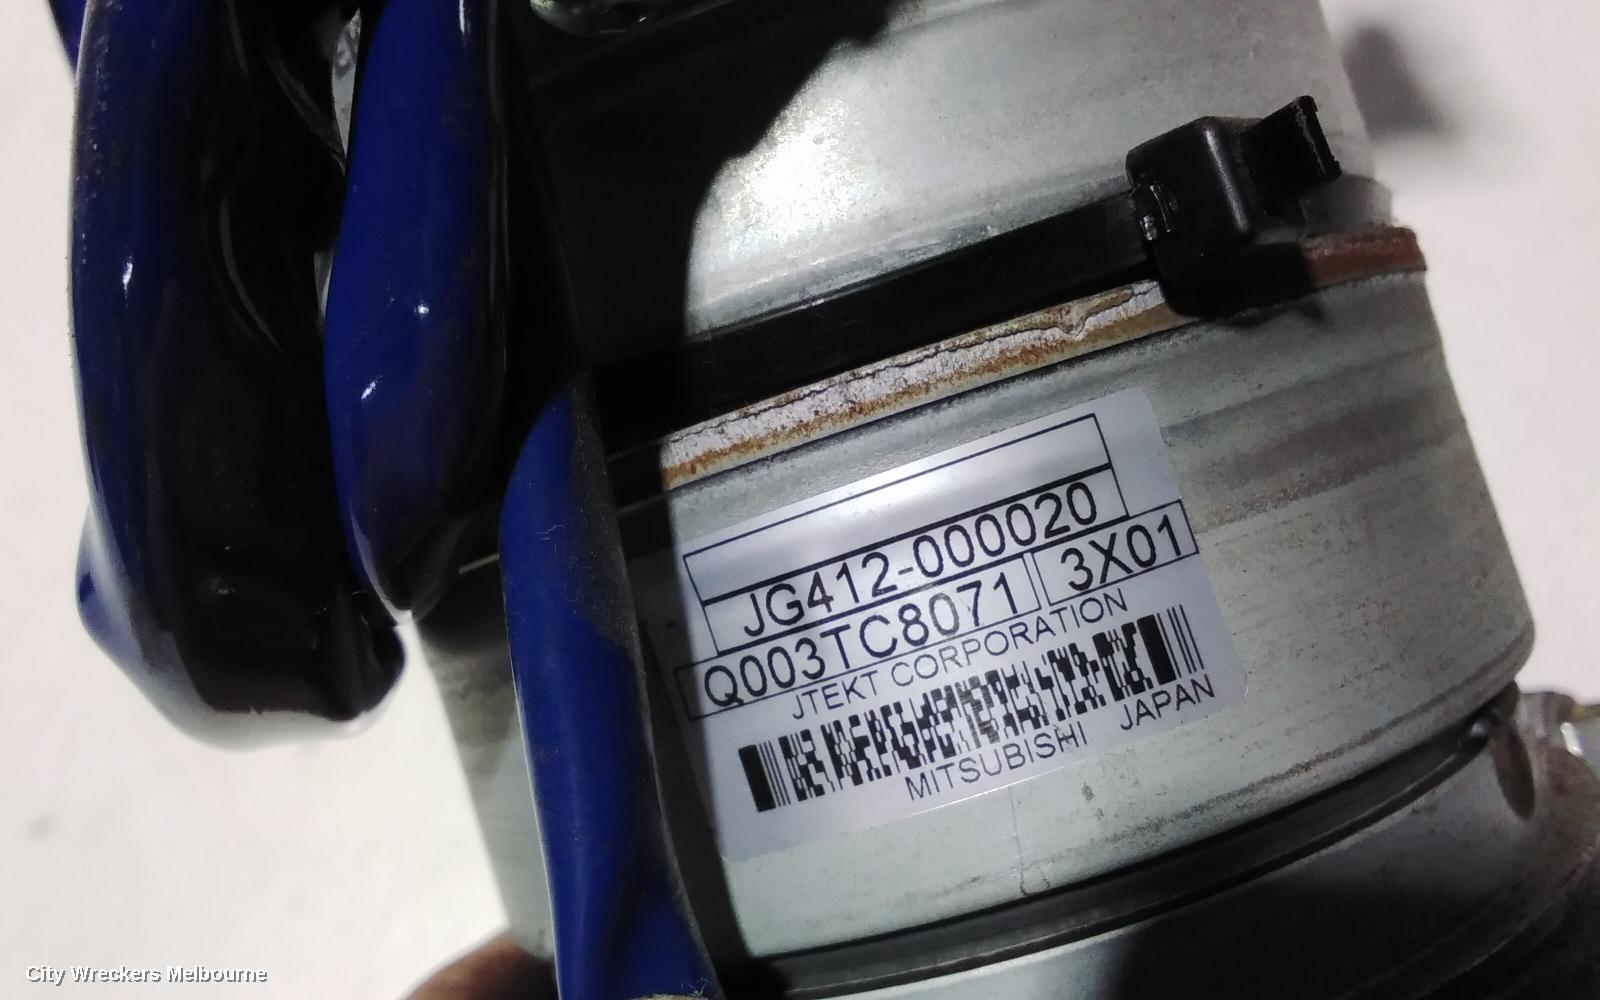 JG412-000020
Q003TC8071 3X01
JTEKT CORPORATION
MITSUBISHI JAPAN
City Wreckers Melbourne